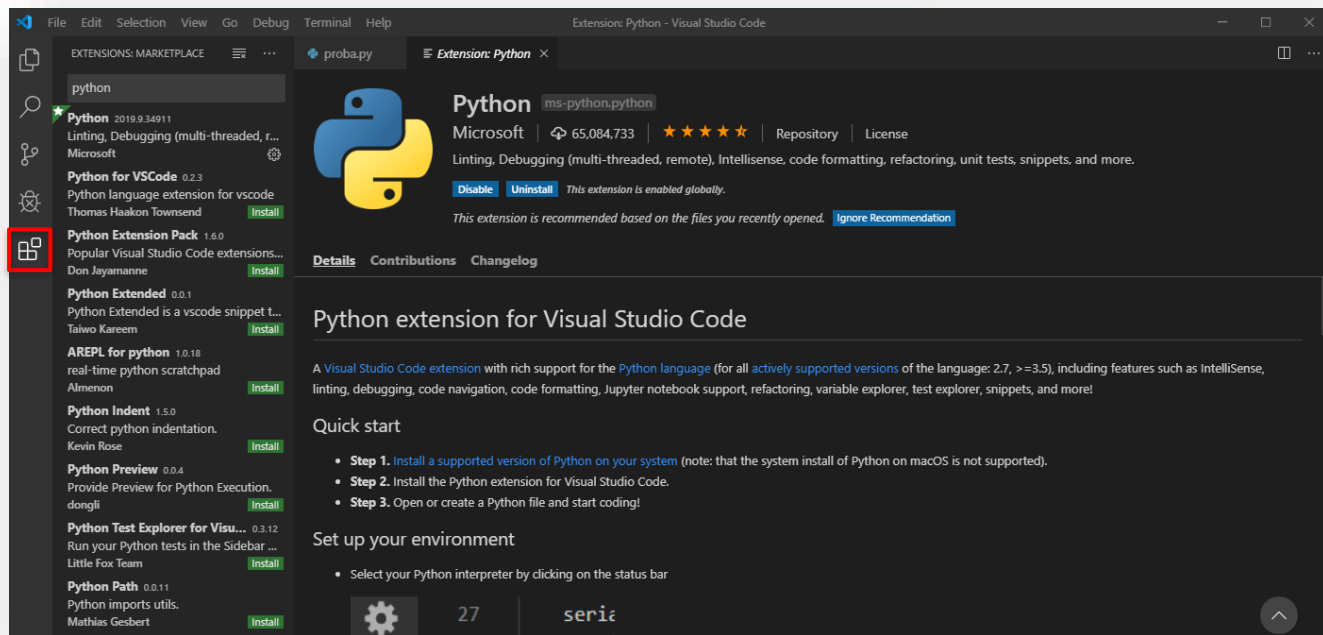 File Edit Selection View Go Debug Terminal Help Extension: Python - Visual Studio Code
EXTENSIONS: MARKETPLACE
python
Python 2019.9.34911
Linting, Debugging (multi-threaded, r...
Microsoft
Python for VSCode 0.2.3
Python language extension for vscode
Thomas Haakon Townsend Install
Python Extension Pack 1.6.0
Popular Visual Studio Code extensions...
Don Jayamanne Install
Python Extended 0.0.1
Python Extended is a vscode snippet t...
Taiwo Kareem Install
AREPL for python 1.0.18
real-time python scratchpad
Almenon Install
Python Indent 1.5.0
Correct python indentation.
Kevin Rose Install
Python Preview 0.0.4
Provide Preview for Python Execution.
dongli Install
Python Test Explorer for Visu... 0.3.12
Run your Python tests in the Sidebar ...
Little Fox Team Install
Python Path 0.0.11
Python imports utils.
Mathias Gesbert Install
proba.py Extension: Python
Python ms-python.python
Microsoft 65,084,733 Repository License
Linting, Debugging (multi-threaded, remote), Intellisense, code formatting, refactoring, unit tests, snippets, and more.
Disable Uninstall This extension is enabled globally.
This extension is recommended based on the files you recently opened. Ignore Recommendation
Details Contributions Changelog
Python extension for Visual Studio Code
A Visual Studio Code extension with rich support for the Python language (for all actively supported versions of the language: 2.7, >=3.5), including features such as IntelliSense,
linting, debugging, code navigation, code formatting, Jupyter notebook support, refactoring, variable explorer, test explorer, snippets, and more!
Quick start
• Step 1. Install a supported version of Python on your system (note: that the system install of Python on macOS is not supported).
• Step 2. Install the Python extension for Visual Studio Code.
• Step 3. Open or create a Python file and start coding!
Set up your environment
• Select your Python interpreter by clicking on the status bar
27 seria